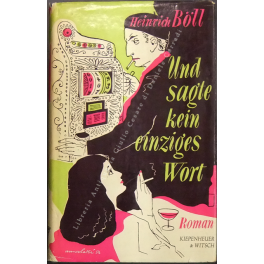 Heinrich Böll
Und
sagte
kein
einziges
Wort
Roman
KIEPENHEUER
& WITSCH